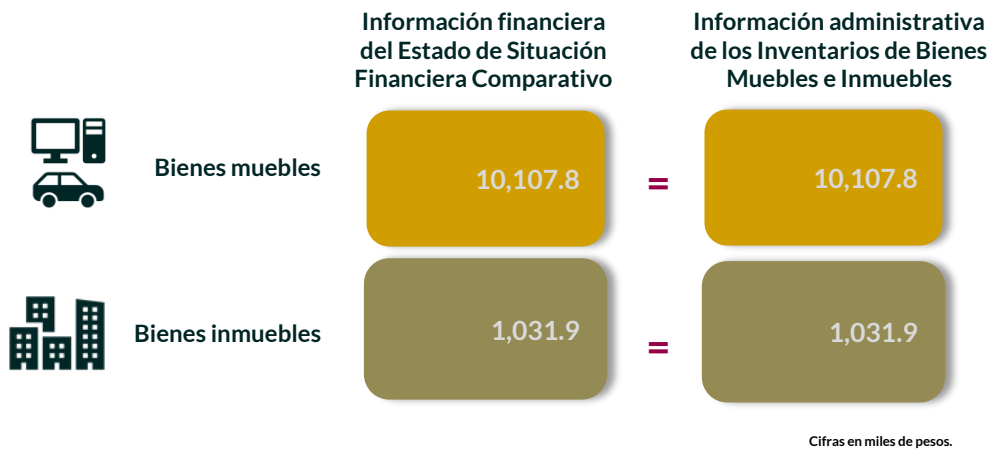 Información financiera
del Estado de Situación
Financiera Comparativo
Información administrativa
de los Inventarios de Bienes
Muebles e Inmuebles
Bienes muebles
10,107.8
=
10,107.8
Bienes inmuebles
1,031.9
=
1,031.9
Cifras en miles de pesos.